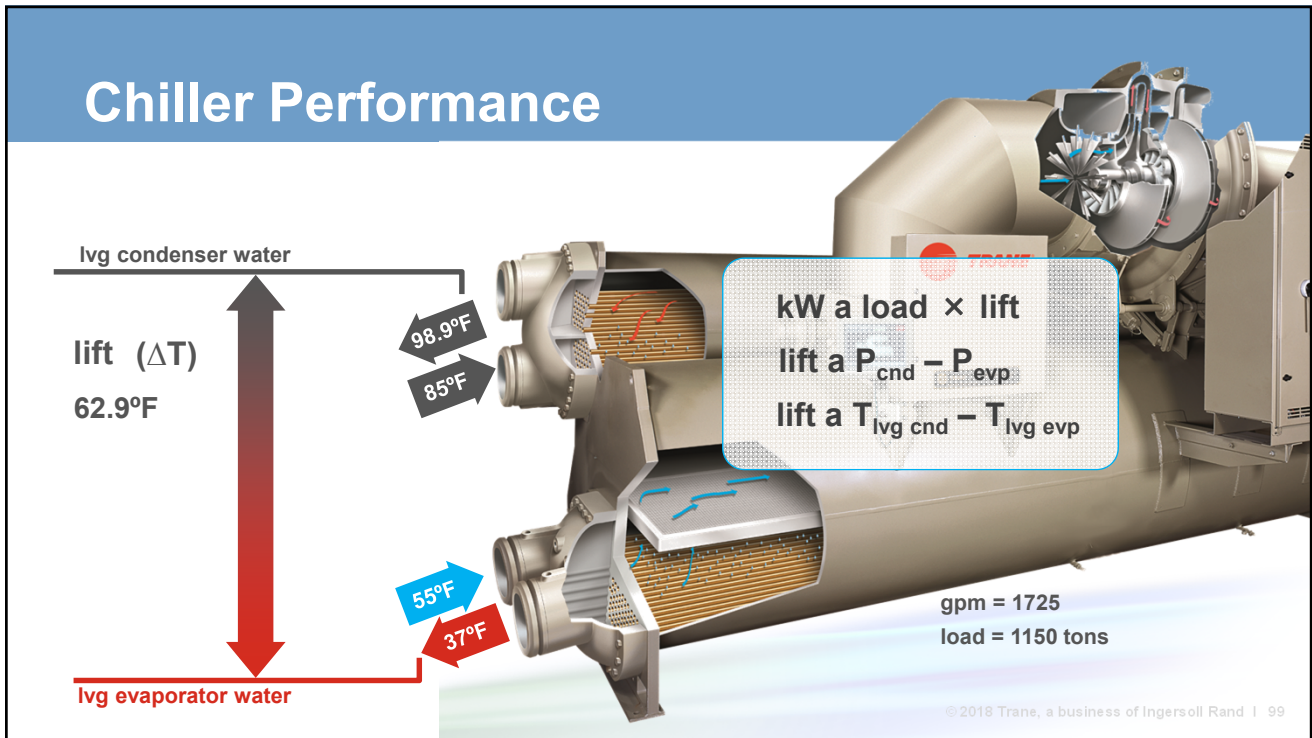 Chiller Performance
lvg condenser water
lift (ΔT)
62.9ºF
98.9ºF
85ºF
TRANE
kW a load × lift
lift a Pcnd – Pevp
lift a Tlvg cnd – Tlvg evp
55ºF
37ºF
gpm = 1725
load = 1150 tons
lvg evaporator water
© 2018 Trane, a business of Ingersoll Rand I 99